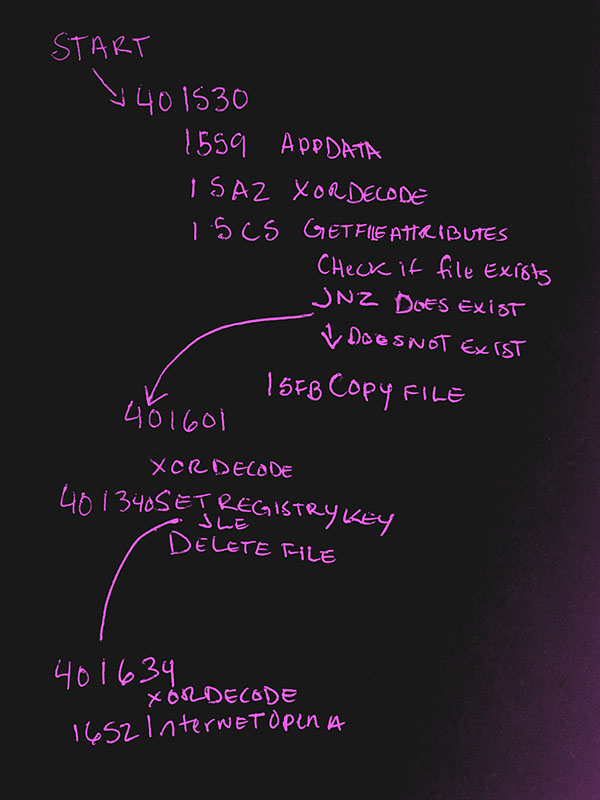 START
401530
1559 APPDATA
15A2 XORDECODE
15C5 GETFILEATTRIBUTES
CHECK if file Exists
JNZ DOES EXIST
DOES NOT EXIST
15FB COPY FILE
401601
XORDECODE
401340 SET REGISTRY KEY
JLE
DELETE FILE
401634
XORDECODE
1652 InternetOpenA